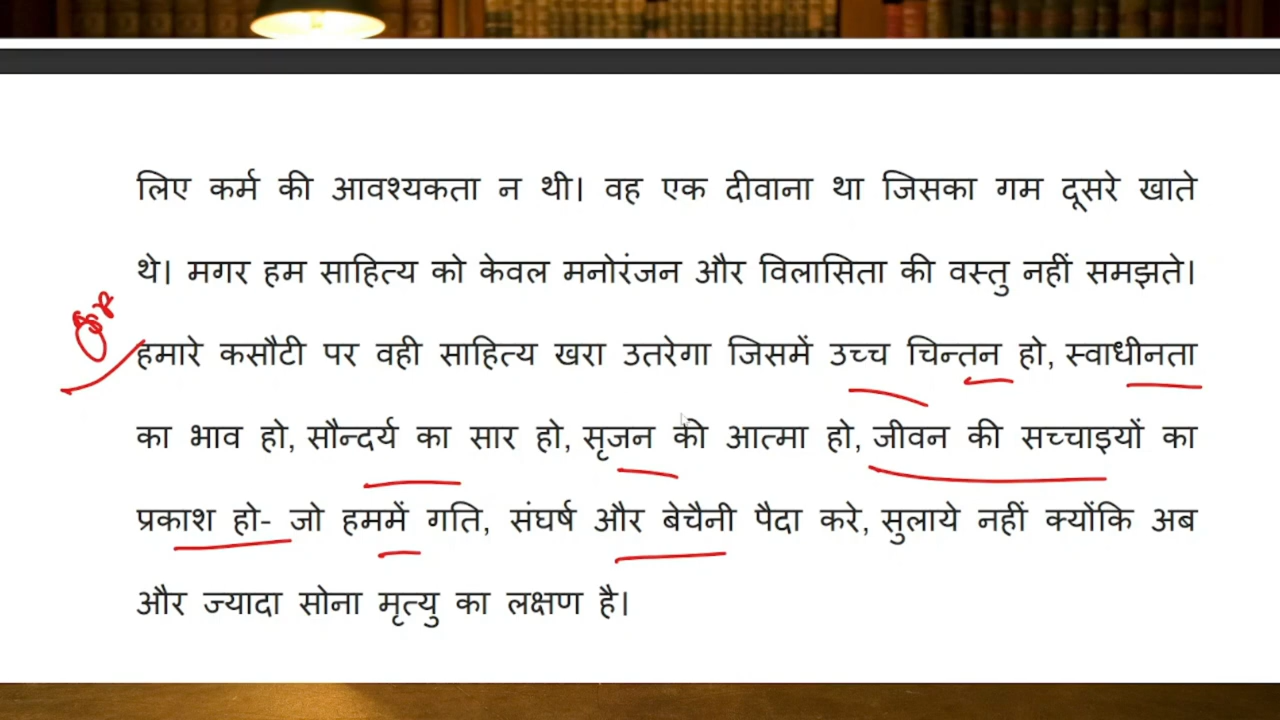 लिए कर्म की आवश्यकता न थी। वह एक दीवाना था जिसका गम दूसरे खाते
थे। मगर हम साहित्य को केवल मनोरंजन और विलासिता की वस्तु नहीं समझते।
हमारे कसौटी पर वही साहित्य खरा उतरेगा जिसमें उच्च चिन्तन हो, स्वाधीनता
का भाव हो, सौन्दर्य का सार हो, सृजन की आत्मा हो, जीवन की सच्चाइयों का
प्रकाश हो- जो हममें गति, संघर्ष और बेचैनी पैदा करे, सुलाये नहीं क्योंकि अब
और ज्यादा सोना मृत्यु का लक्षण है।